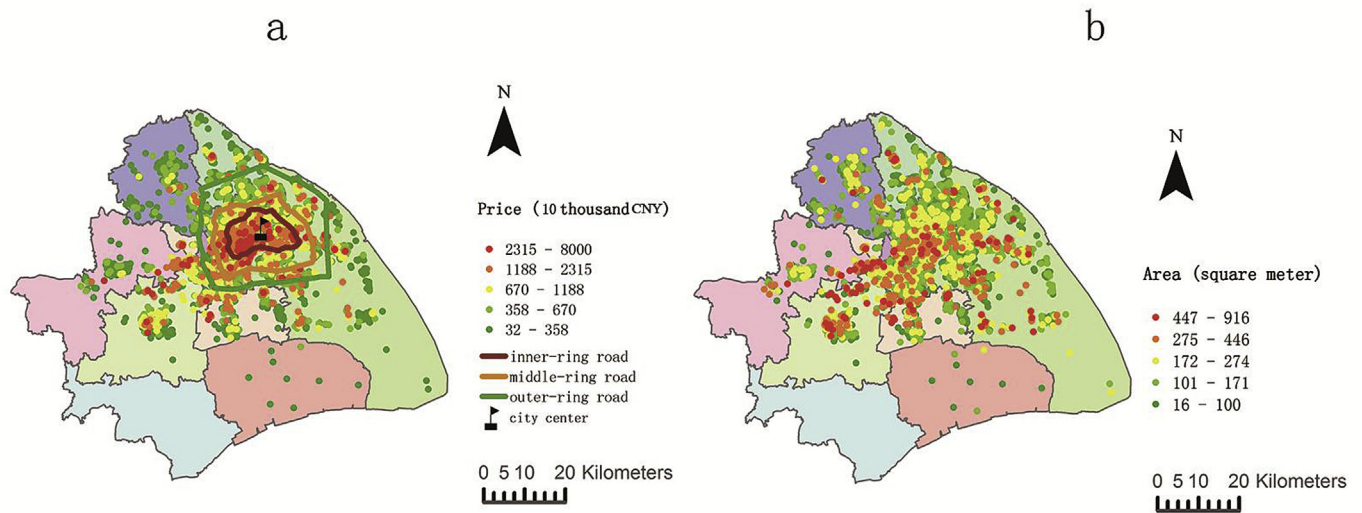 a
b
N
Price (10 thousand CNY)
2315 - 8000
1188 - 2315
670 - 1188
358 - 670
32 - 358
inner-ring road
middle-ring road
outer-ring road
city center
0 5 10 20 Kilometers
N
Area (square meter)
447 - 916
275 - 446
172 - 274
101 - 171
16 - 100
0 5 10 20 Kilometers